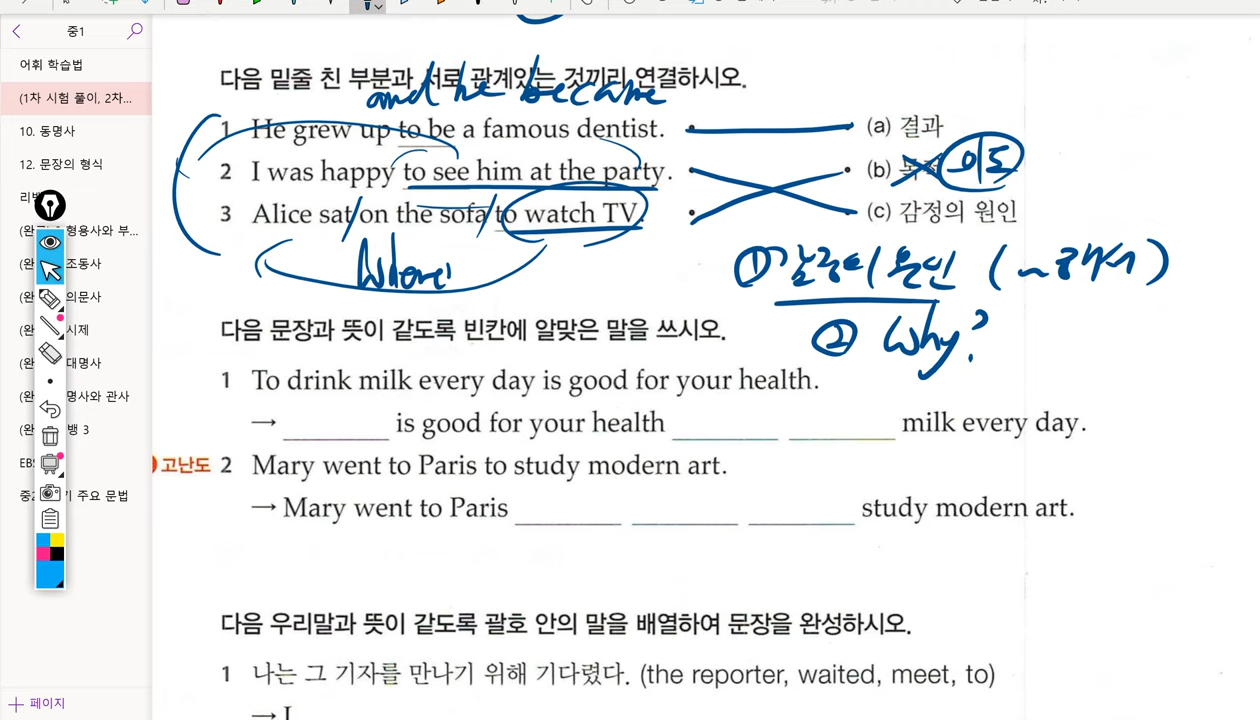 중1
어휘 학습법
(1차 시험 풀이, 2차...
10. 동명사
12. 문장의 형식
리뱅
(완 형용사와 부...
(완 조동사
(완 의문사
(완 시제
(완 대명사
(완 명사와 관사
(완 뱅 3
EBS
중2 기 주요 문법
페이지
다음 밑줄 친 부분과 서로 관계있는 것끼리 연결하시오.
and he became
1 He grew up to be a famous dentist. • • (a) 결과
2 I was happy to see him at the party. • • (b) 목적 의도
3 Alice sat/on the sofa/to watch TV. • • (c) 감정의 원인
① 감정의 원인 (~해서)
② Why?
다음 문장과 뜻이 같도록 빈칸에 알맞은 말을 쓰시오.
1 To drink milk every day is good for your health.
→ ________ is good for your health ________ ________ milk every day.
고난도 2 Mary went to Paris to study modern art.
→ Mary went to Paris ________ ________ ________ study modern art.
다음 우리말과 뜻이 같도록 괄호 안의 말을 배열하여 문장을 완성하시오.
1 나는 그 기자를 만나기 위해 기다렸다. (the reporter, waited, meet, to)
→ I